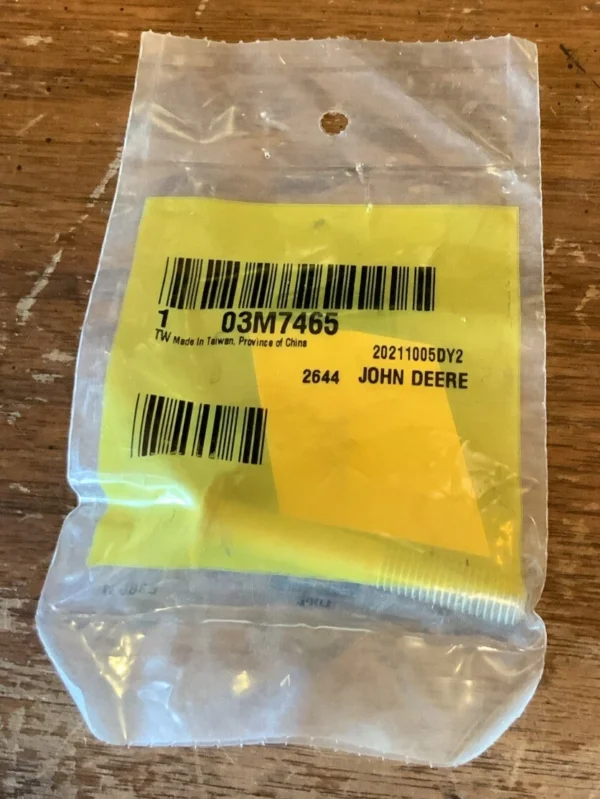 1 03M7465
TW Made In Taiwan, Province of China
20211005DY2
2644 JOHN DEERE